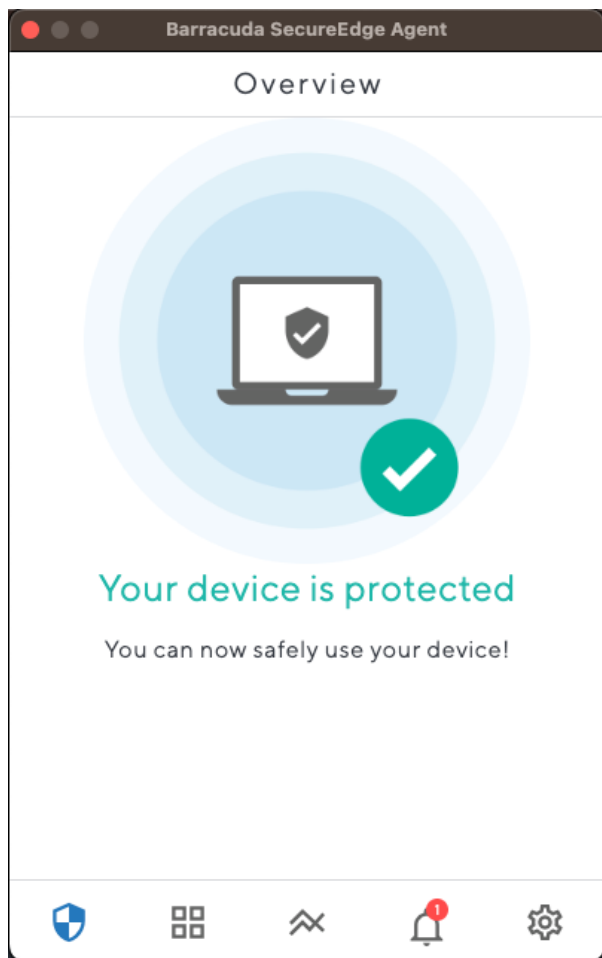 Barracuda SecureEdge Agent
Overview
Your device is protected
You can now safely use your device!
1